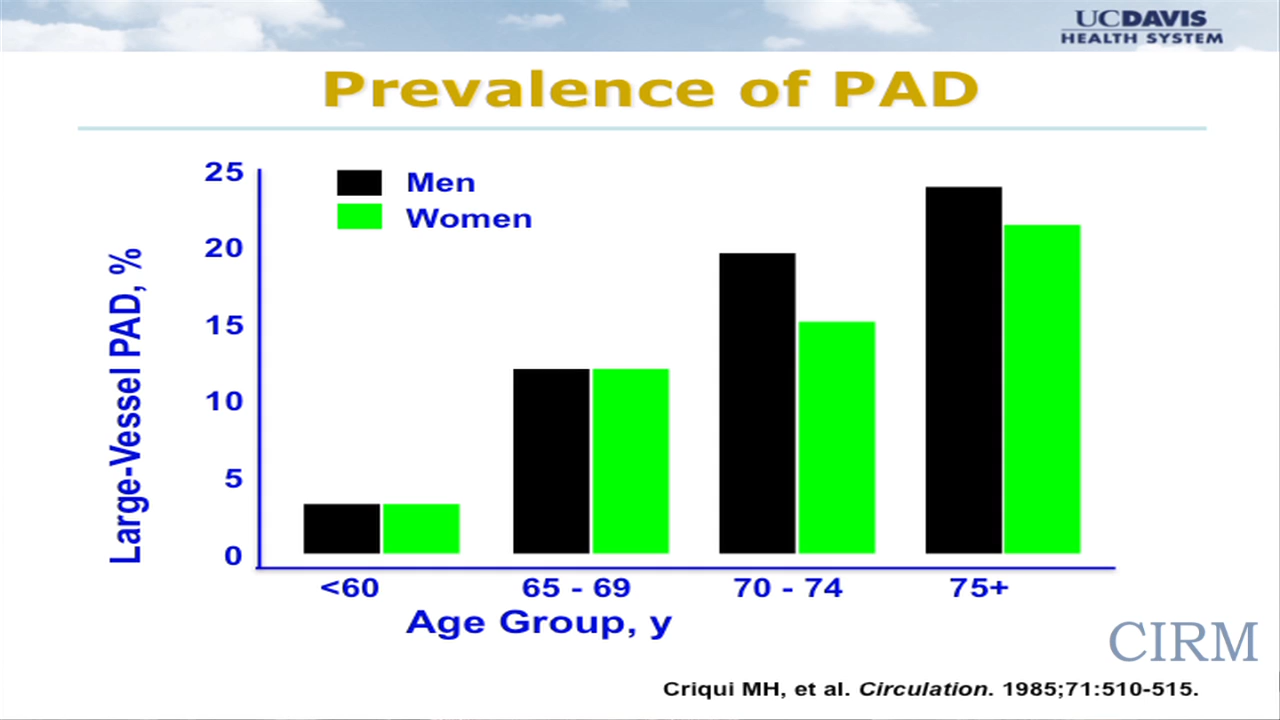 UCDAVIS
HEALTH SYSTEM
Prevalence of PAD
Men
Women
Large-Vessel PAD, %
25
20
15
10
5
0
<60
65 - 69
70 - 74
75+
Age Group, y
CIRM
Criqui MH, et al. Circulation. 1985;71:510-515.